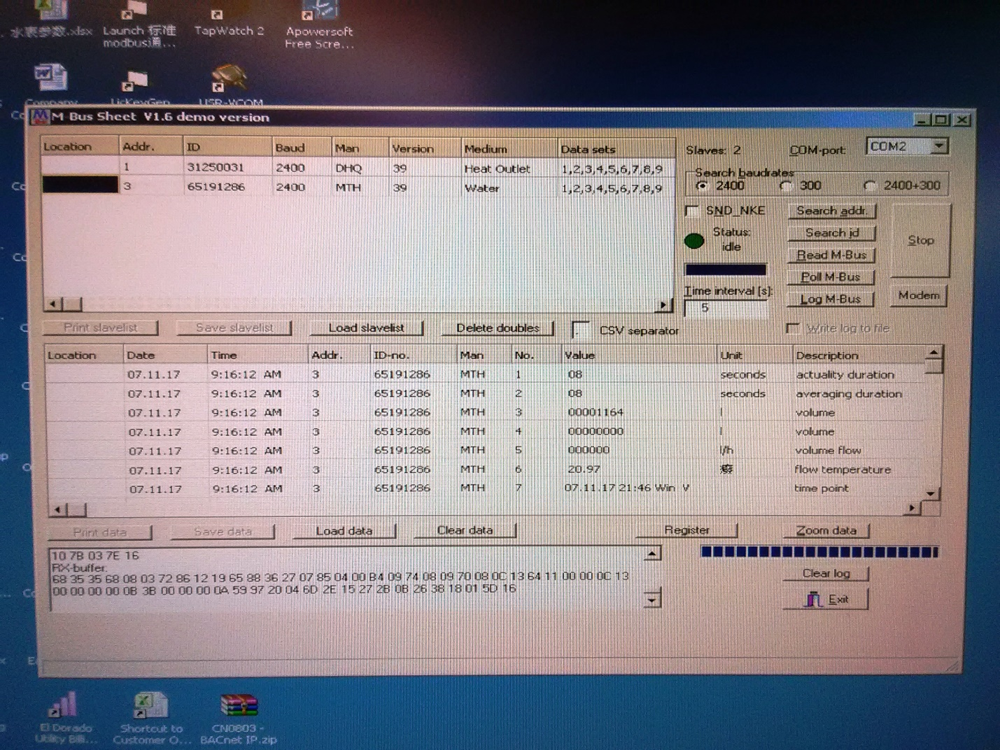 水表参数.xlsx
Launch 标准
modbus通...
TapWatch 2
Apowersoft
Free Scre...
Company
LicKeyGen
USR-VCOM
M-Bus Sheet V1.6 demo version
Location Addr. ID Baud Man Version Medium Data sets
1 31250031 2400 DHQ 39 Heat Outlet 1,2,3,4,5,6,7,8,9
3 65191286 2400 MTH 39 Water 1,2,3,4,5,6,7,8,9
Slaves: 2 COM-port: COM2
Search baudrates
2400 300 2400+300
SND_NKE Search addr.
Status:
idle
Search id
Stop
Read M-Bus
Poll M-Bus
Time interval [s]:
5
Log M-Bus
Modem
Print slavelist Save slavelist Load slavelist Delete doubles CSV separator Write log to file
Location Date Time Addr. ID-no. Man No. Value Unit Description
07.11.17 9:16:12 AM 3 65191286 MTH 1 08 seconds actuality duration
07.11.17 9:16:12 AM 3 65191286 MTH 2 08 seconds averaging duration
07.11.17 9:16:12 AM 3 65191286 MTH 3 00001164 l volume
07.11.17 9:16:12 AM 3 65191286 MTH 4 00000000 l volume
07.11.17 9:16:12 AM 3 65191286 MTH 5 000000 l/h volume flow
07.11.17 9:16:12 AM 3 65191286 MTH 6 20.97 flow temperature
07.11.17 9:16:12 AM 3 65191286 MTH 7 07.11.17 21:46 Win V time point
Print data Save data Load data Clear data Register Zoom data
10 7B 03 7E 16
RX-buffer:
68 35 35 68 08 03 72 86 12 19 65 88 36 27 07 85 04 00 B4 09 74 08 09 70 08 0C 13 64 11 00 00 0C 13
00 00 00 00 0B 3B 00 00 00 0A 59 97 20 04 6D 2E 15 27 2B 0B 26 38 18 01 5D 16
Clear log
Exit
El Dorado
Utility Billi...
Shortcut to
Customer O...
CN0803 -
BACnet IP.zip